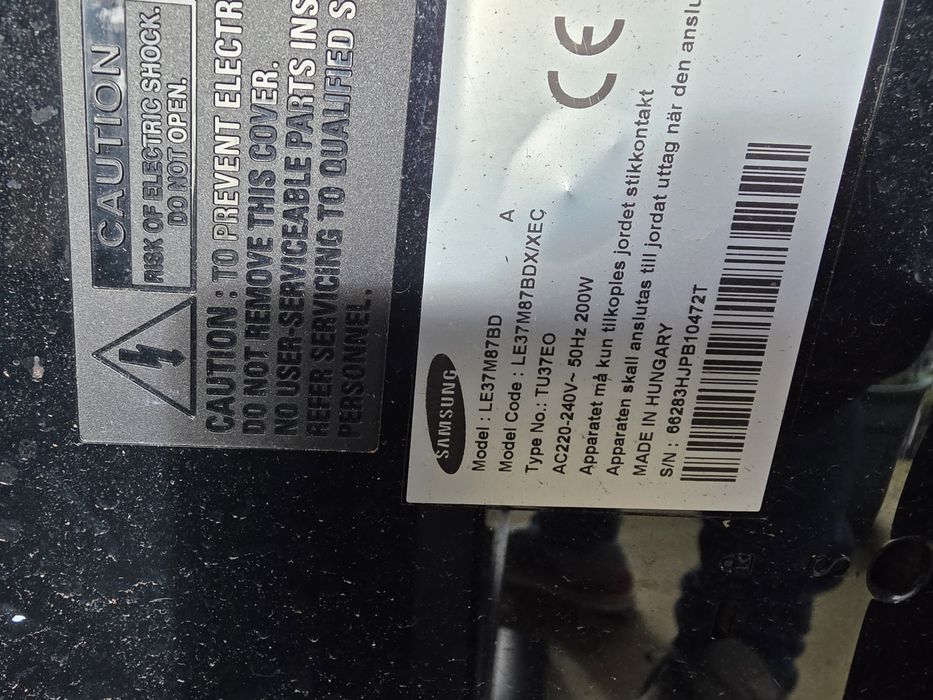 CAUTION
RISK OF ELECTRIC SHOCK.
DO NOT OPEN.
CAUTION : TO PREVENT ELECTR
DO NOT REMOVE THIS COVER.
NO USER-SERVICEABLE PARTS INS
REFER SERVICING TO QUALIFIED S
PERSONNEL.
SAMSUNG
Model : LE37M87BD A
Model Code : LE37M87BDX/XEC
Type No.: TU37EO
AC220-240V~ 50Hz 200W
Apparatet må kun tilkoples jordet stikkontakt
Apparaten skall anslutas till jordat uttag när den anslu
MADE IN HUNGARY
S/N : 66283HJPB10472T
CE